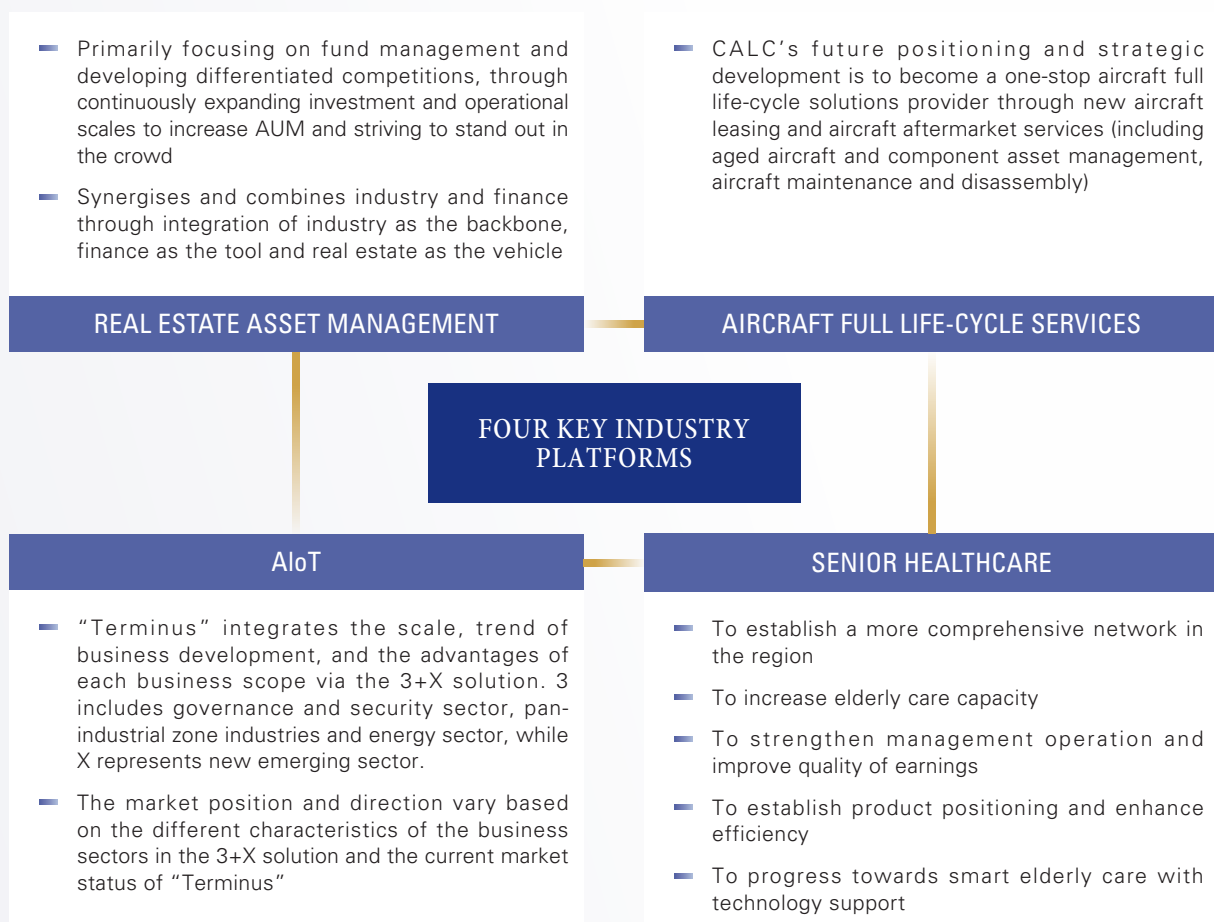 Primarily focusing on fund management and
developing differentiated competitions, through
continuously expanding investment and operational
scales to increase AUM and striving to stand out in
the crowd
Synergises and combines industry and finance
through integration of industry as the backbone,
finance as the tool and real estate as the vehicle
REAL ESTATE ASSET MANAGEMENT
CALC’s future positioning and strategic
development is to become a one-stop aircraft full
life-cycle solutions provider through new aircraft
leasing and aircraft aftermarket services (including
aged aircraft and component asset management,
aircraft maintenance and disassembly)
AIRCRAFT FULL LIFE-CYCLE SERVICES
FOUR KEY INDUSTRY
PLATFORMS
AIoT
“Terminus” integrates the scale, trend of
business development, and the advantages of
each business scope via the 3+X solution. 3
includes governance and security sector, pan-
industrial zone industries and energy sector, while
X represents new emerging sector.
The market position and direction vary based
on the different characteristics of the business
sectors in the 3+X solution and the current market
status of “Terminus”
SENIOR HEALTHCARE
To establish a more comprehensive network in
the region
To increase elderly care capacity
To strengthen management operation and
improve quality of earnings
To establish product positioning and enhance
efficiency
To progress towards smart elderly care with
technology support